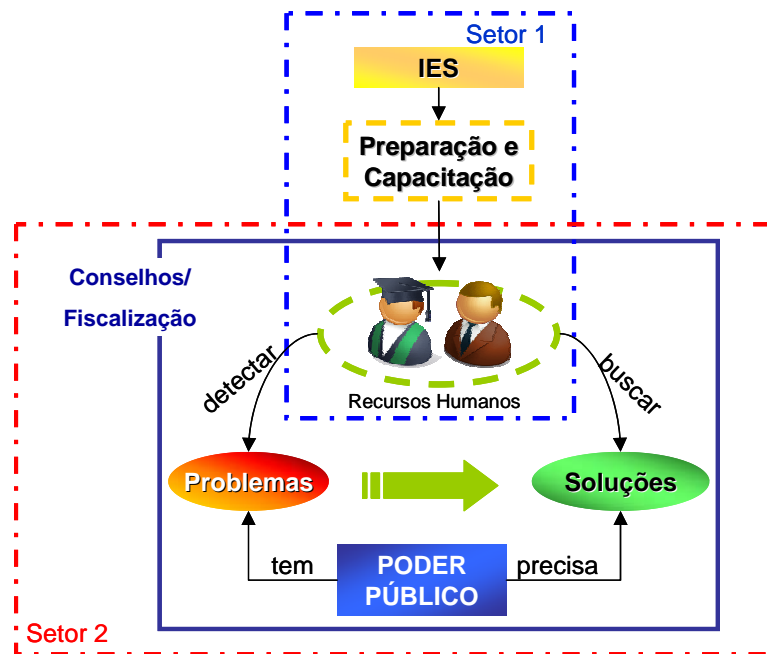 Setor 1
IES
Preparação e
Capacitação
Conselhos/
Fiscalização
detectar
buscar
Recursos Humanos
Problemas
Soluções
tem
PODER
PÚBLICO
precisa
Setor 2